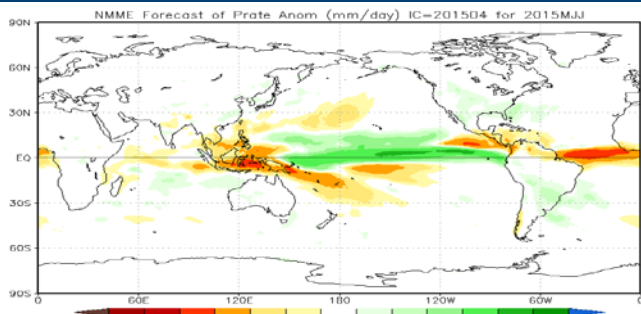 NMME Forecast of Prate Anom (mm/day) IC=201504 for 2015MJJ
90N
60N
30N
EQ
30S
60S
90S
0 60E 120E 180 120W 60W 0